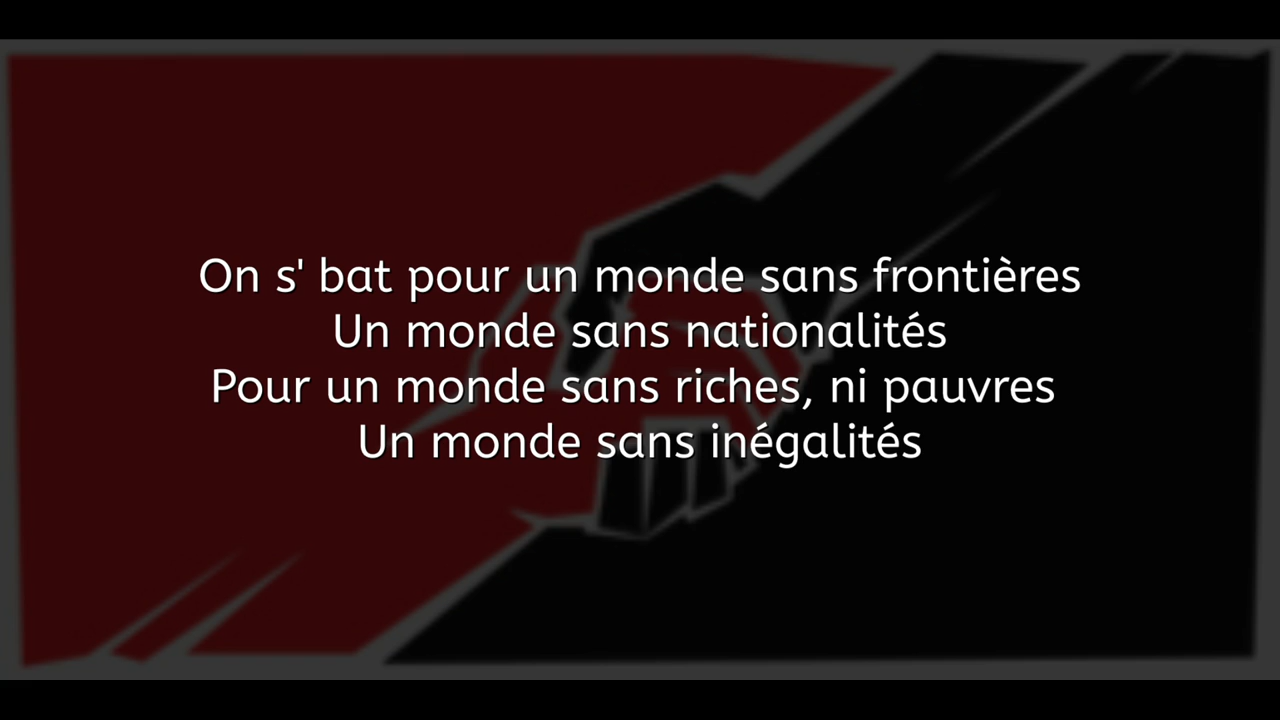 On s' bat pour un monde sans frontières
Un monde sans nationalités
Pour un monde sans riches, ni pauvres
Un monde sans inégalités